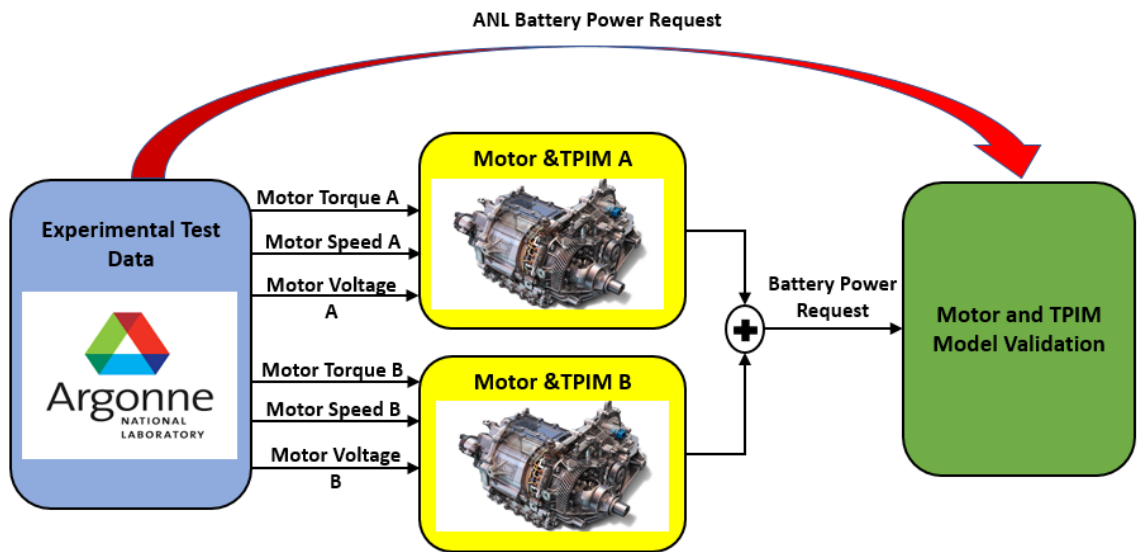 ANL Battery Power Request
Experimental Test
Data
Argonne
NATIONAL
LABORATORY
Motor Torque A
Motor Speed A
Motor Voltage
A
Motor Torque B
Motor Speed B
Motor Voltage
B
Motor &TPIM A
Motor &TPIM B
Battery Power
Request
Motor and TPIM
Model Validation